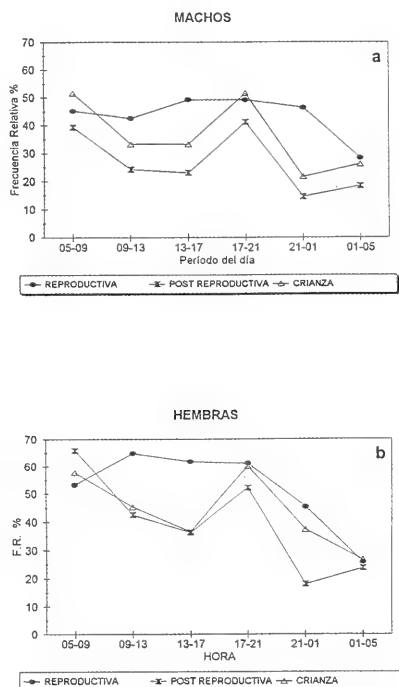 MACHOS
a
Frecuencia Relativa %
70
60
50
40
30
20
10
0
05-09 09-13 13-17 17-21 21-01 01-05
Período del día
REPRODUCTIVA POST REPRODUCTIVA CRIANZA
HEMBRAS
b
F.R. %
70
60
50
40
30
20
10
0
05-09 09-13 13-17 17-21 21-01 01-05
HORA
REPRODUCTIVA POST REPRODUCTIVA CRIANZA